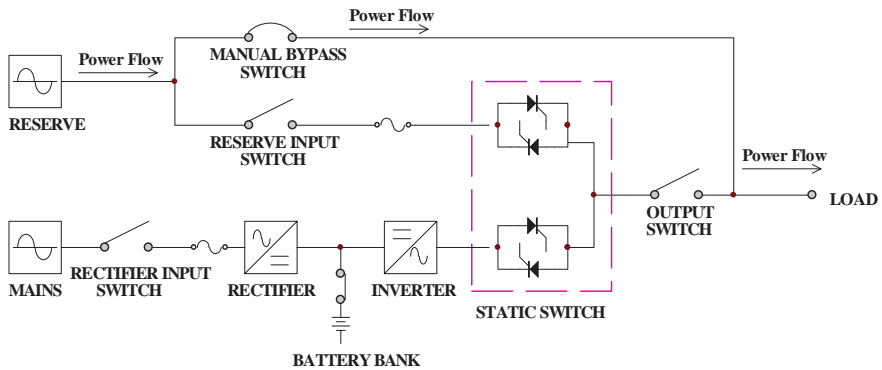 Power Flow
Power Flow
MANUAL BYPASS
SWITCH
RESERVE
RESERVE INPUT
SWITCH
Power Flow
LOAD
OUTPUT
SWITCH
MAINS
RECTIFIER INPUT
SWITCH
RECTIFIER
INVERTER
STATIC SWITCH
BATTERY BANK